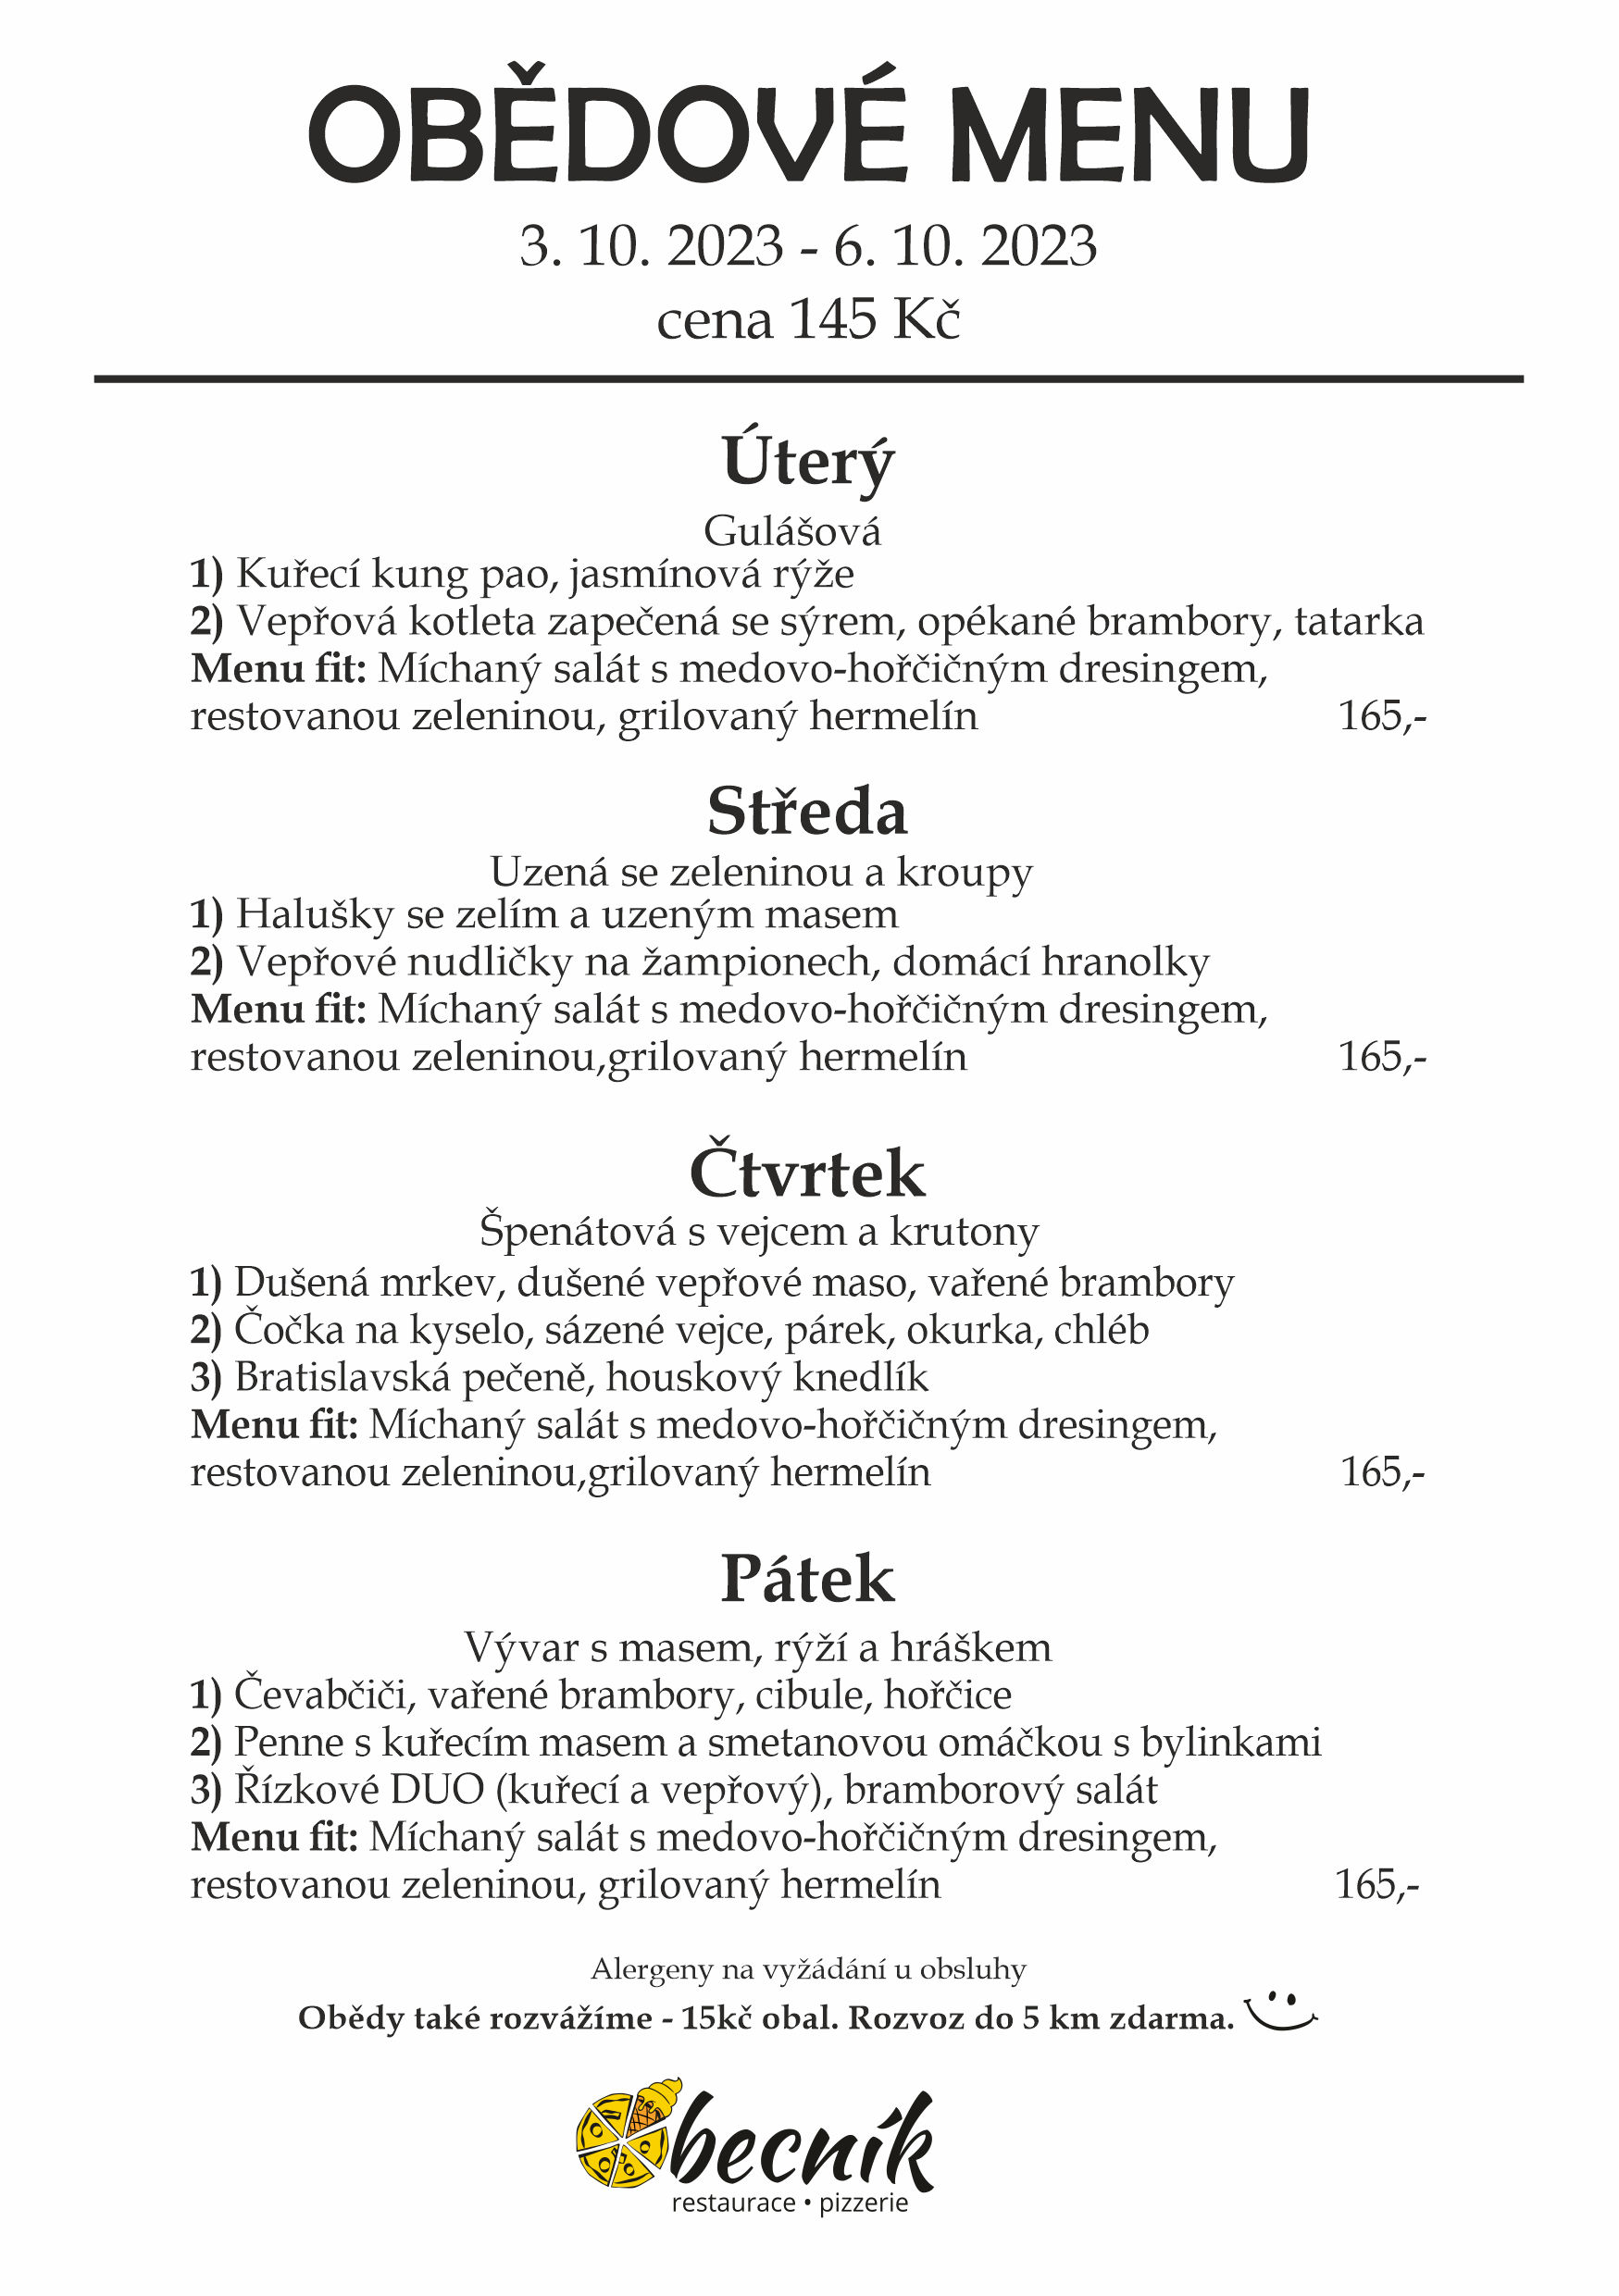 OBĚDOVÉ MENU
3. 10. 2023 - 6. 10. 2023
cena 145 Kč
Úterý
Gulášová
1) Kuřecí kung pao, jasmínová rýže
2) Vepřová kotleta zapečená se sýrem, opékané brambory, tatarka
Menu fit: Míchaný salát s medovo-hořčičným dresingem,
restovanou zeleninou, grilovaný hermelín 165,-
Středa
Uzená se zeleninou a kroupy
1) Halušky se zelím a uzeným masem
2) Vepřové nudličky na žampionech, domácí hranolky
Menu fit: Míchaný salát s medovo-hořčičným dresingem,
restovanou zeleninou,grilovaný hermelín 165,-
Čtvrtek
Špenátová s vejcem a krutony
1) Dušená mrkev, dušené vepřové maso, vařené brambory
2) Čočka na kyselo, sázené vejce, párek, okurka, chléb
3) Bratislavská pečeně, houskový knedlík
Menu fit: Míchaný salát s medovo-hořčičným dresingem,
restovanou zeleninou,grilovaný hermelín 165,-
Pátek
Vývar s masem, rýží a hráškem
1) Čevabčiči, vařené brambory, cibule, hořčice
2) Penne s kuřecím masem a smetanovou omáčkou s bylinkami
3) Řízkové DUO (kuřecí a vepřový), bramborový salát
Menu fit: Míchaný salát s medovo-hořčičným dresingem,
restovanou zeleninou, grilovaný hermelín 165,-
Alergeny na vyžádání u obsluhy
Obědy také rozvážíme - 15kč obal. Rozvoz do 5 km zdarma.
becník
restaurace • pizzerie